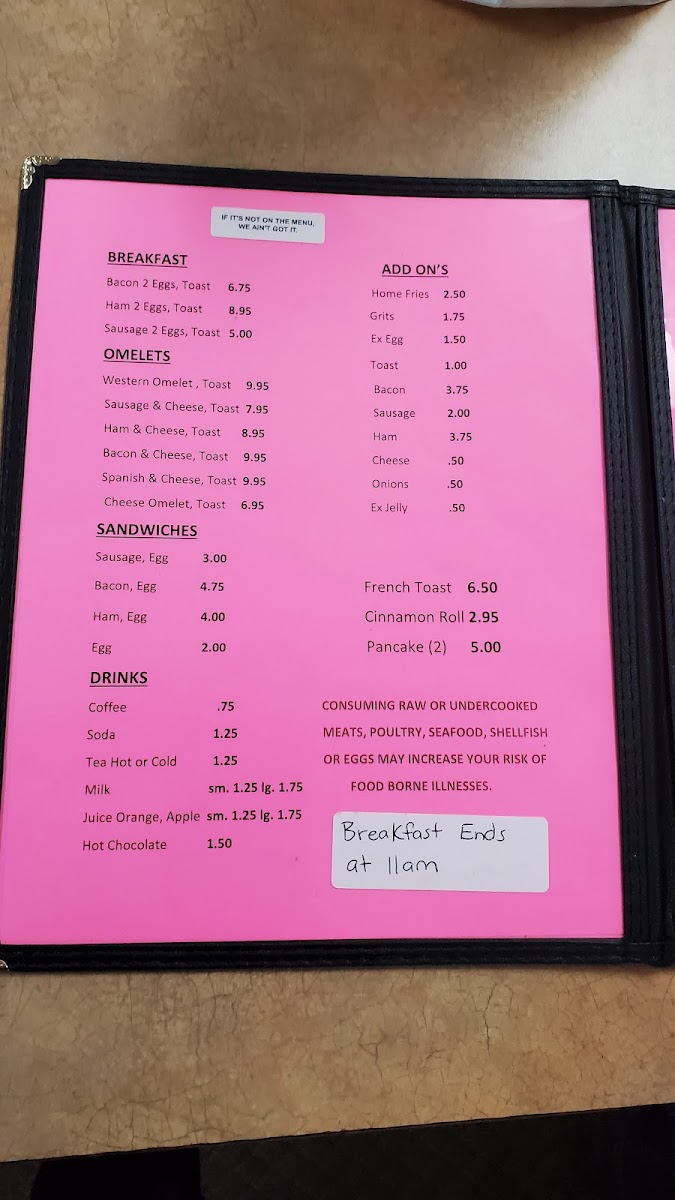 IF IT'S NOT ON THE MENU,
WE AIN'T GOT IT.
BREAKFAST
Bacon 2 Eggs, Toast 6.75
Ham 2 Eggs, Toast 8.95
Sausage 2 Eggs, Toast 5.00
OMELETS
Western Omelet , Toast 9.95
Sausage & Cheese, Toast 7.95
Ham & Cheese, Toast 8.95
Bacon & Cheese, Toast 9.95
Spanish & Cheese, Toast 9.95
Cheese Omelet, Toast 6.95
SANDWICHES
Sausage, Egg 3.00
Bacon, Egg 4.75
Ham, Egg 4.00
Egg 2.00
DRINKS
Coffee .75
Soda 1.25
Tea Hot or Cold 1.25
Milk sm. 1.25 lg. 1.75
Juice Orange, Apple sm. 1.25 lg. 1.75
Hot Chocolate 1.50
ADD ON'S
Home Fries 2.50
Grits 1.75
Ex Egg 1.50
Toast 1.00
Bacon 3.75
Sausage 2.00
Ham 3.75
Cheese .50
Onions .50
Ex Jelly .50
French Toast 6.50
Cinnamon Roll 2.95
Pancake (2) 5.00
CONSUMING RAW OR UNDERCOOKED
MEATS, POULTRY, SEAFOOD, SHELLFISH
OR EGGS MAY INCREASE YOUR RISK OF
FOOD BORNE ILLNESSES.
Breakfast Ends
at 11am